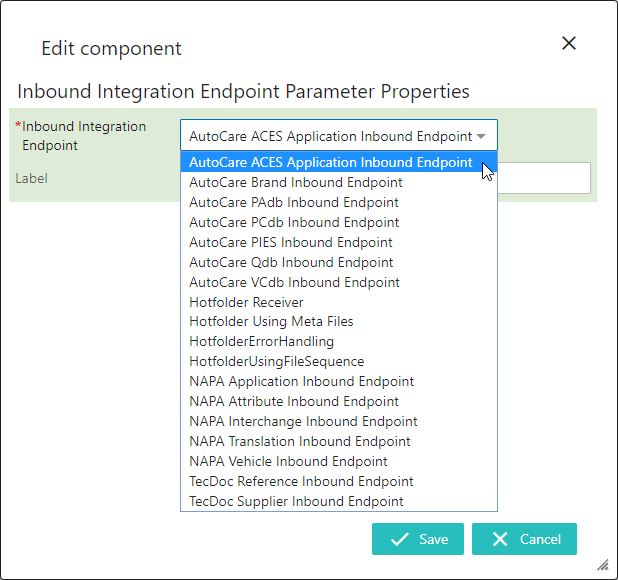 Edit component
Inbound Integration Endpoint Parameter Properties
*Inbound Integration
Endpoint
AutoCare ACES Application Inbound Endpoint
Label
AutoCare ACES Application Inbound Endpoint
AutoCare Brand Inbound Endpoint
AutoCare PAdb Inbound Endpoint
AutoCare PCdb Inbound Endpoint
AutoCare PIES Inbound Endpoint
AutoCare Qdb Inbound Endpoint
AutoCare VCdb Inbound Endpoint
Hotfolder Receiver
Hotfolder Using Meta Files
HotfolderErrorHandling
HotfolderUsingFileSequence
NAPA Application Inbound Endpoint
NAPA Attribute Inbound Endpoint
NAPA Interchange Inbound Endpoint
NAPA Translation Inbound Endpoint
NAPA Vehicle Inbound Endpoint
TecDoc Reference Inbound Endpoint
TecDoc Supplier Inbound Endpoint
Save
Cancel